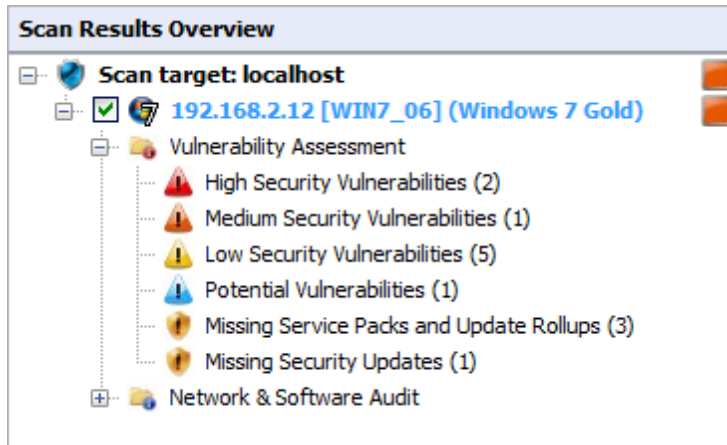 Scan Results Overview
Scan target: localhost
192.168.2.12 [WIN7_06] (Windows 7 Gold)
Vulnerability Assessment
High Security Vulnerabilities (2)
Medium Security Vulnerabilities (1)
Low Security Vulnerabilities (5)
Potential Vulnerabilities (1)
Missing Service Packs and Update Rollups (3)
Missing Security Updates (1)
Network & Software Audit